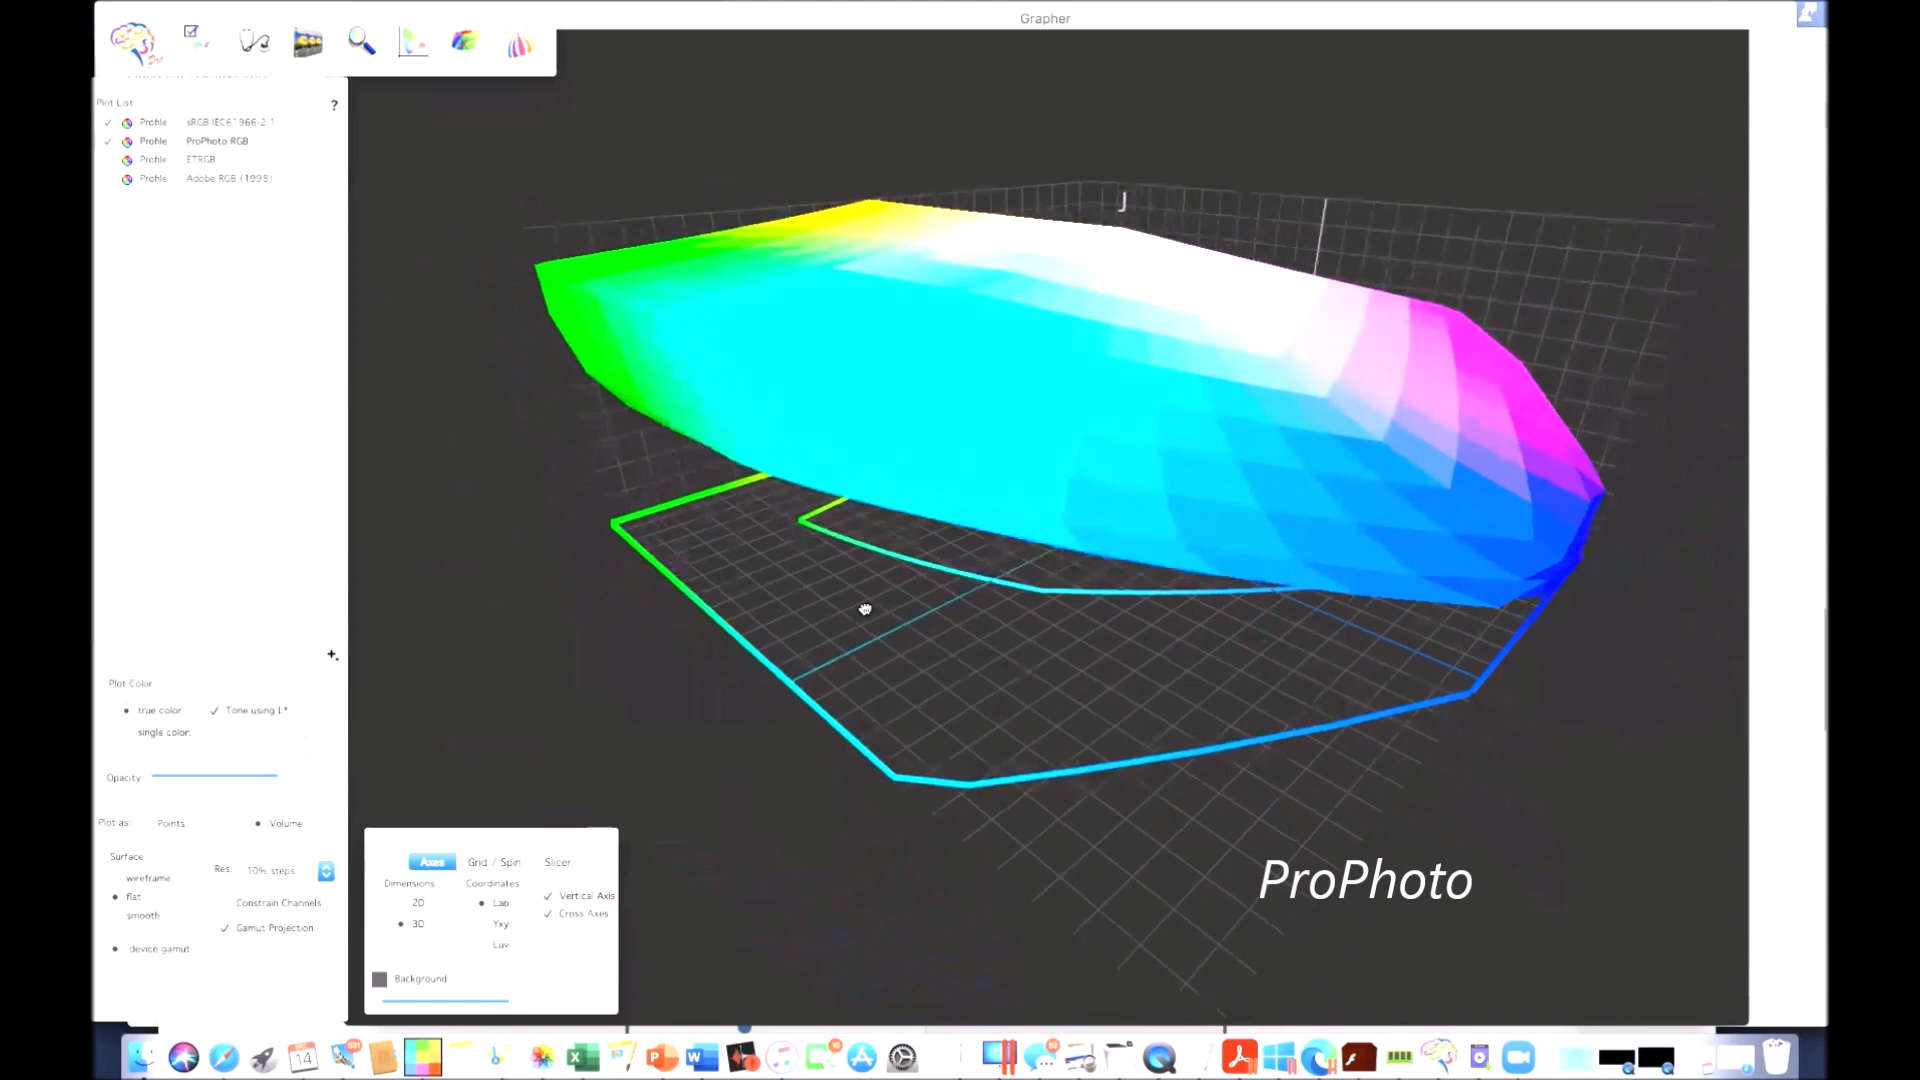 Grapher
Pro
Plot List
?
Profile sRGB IEC61966-2.1
Profile ProPhoto RGB
Profile ETRGB
Profile Adobe RGB (1998)
Plot Color
true color Tone using L*
single color:
Opacity:
Plot as: Points Volume
Surface
Res: 10% steps
wireframe
flat
Constrain Channels
smooth
Gamut Projection
device gamut
Axes Grid / Spin Slicer
Dimensions Coordinates
Vertical Axis
2D Lab
Cross Axes
3D Yxy
Luv
Background
ProPhoto
14